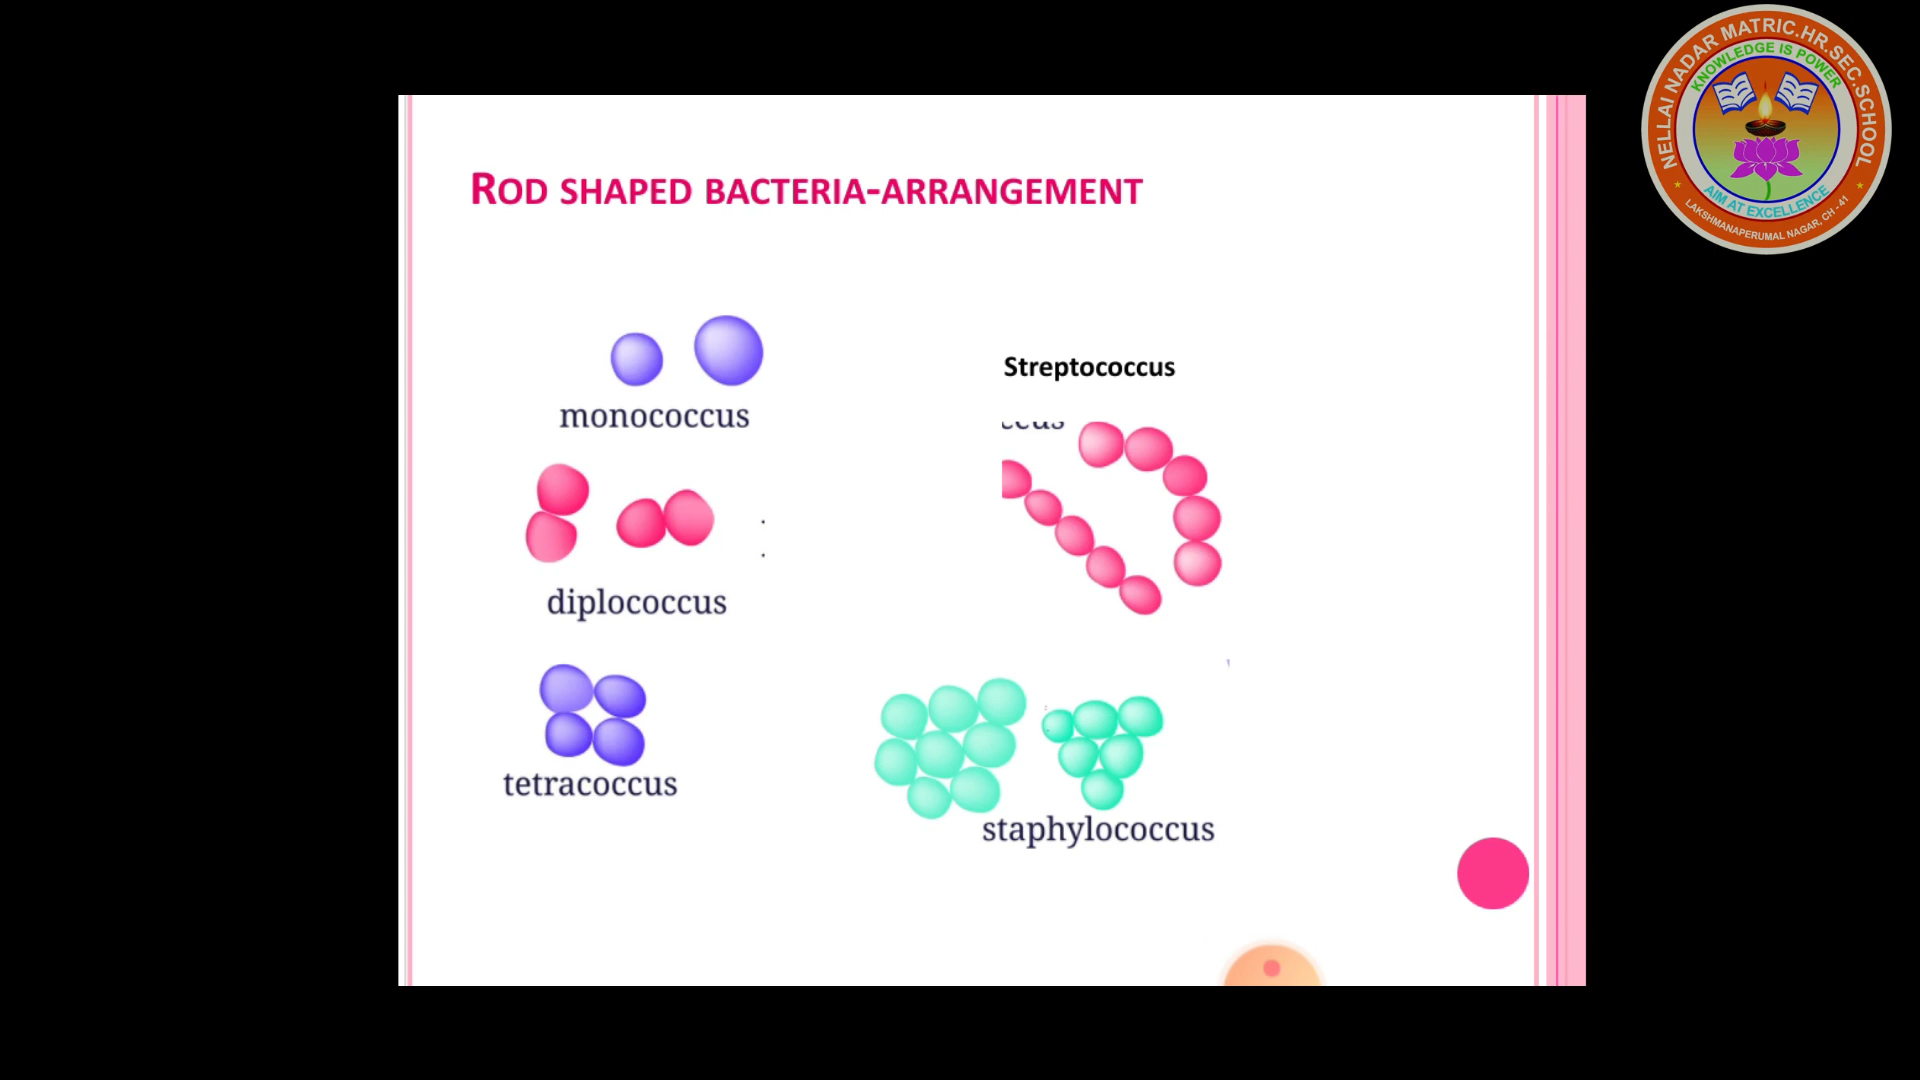 NELLAI NADAR MATRIC.HR.SEC.SCHOOL
KNOWLEDGE IS POWER
AIM AT EXCELLENCE
LAKSHMANAPERUMAL NAGAR, CH - 41
ROD SHAPED BACTERIA-ARRANGEMENT
monococcus
Streptococcus
diplococcus
tetracoccus
staphylococcus